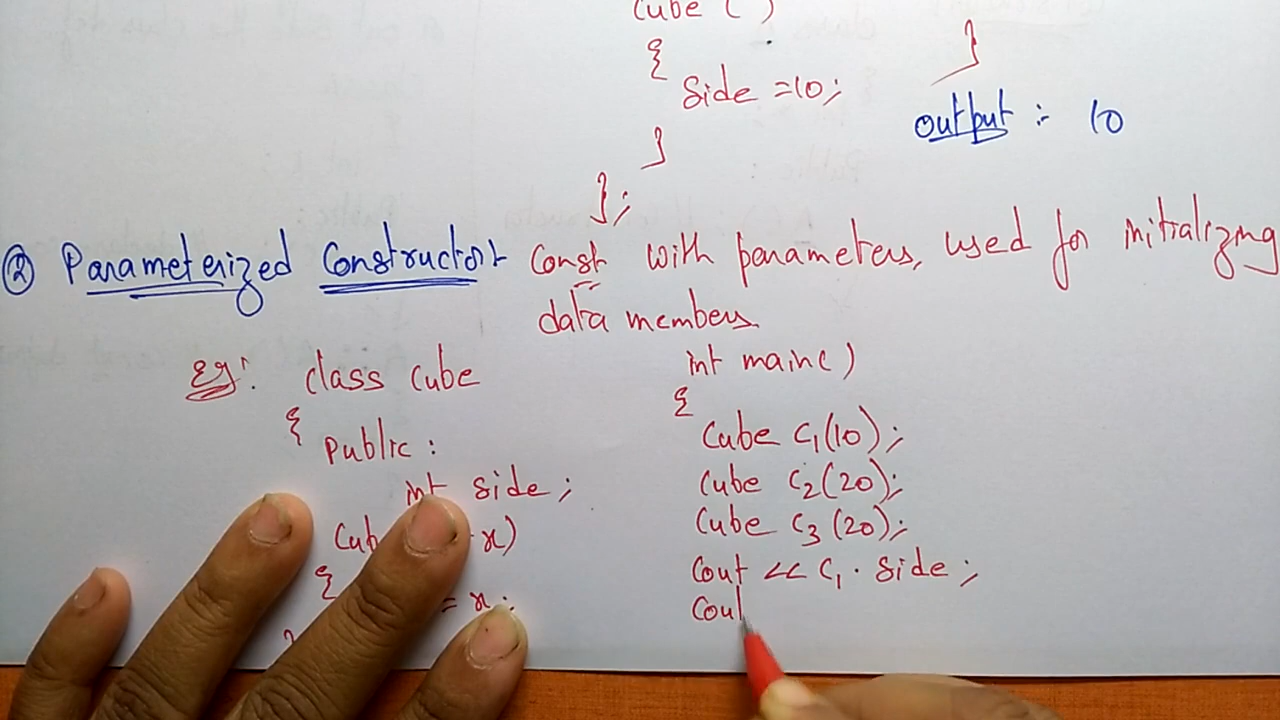 Cube ( )
{
Side =10;
}
};
}
output :- 10
② Parameterized Constructor Const with parameters, used for initializing
data members.
Eg: class Cube
{
Public :
int side ;
x)
{
= x;
}
int main( )
{
Cube C1(10);
Cube C2(20);
Cube C3(20);
Cout << C1. Side ;
Cout